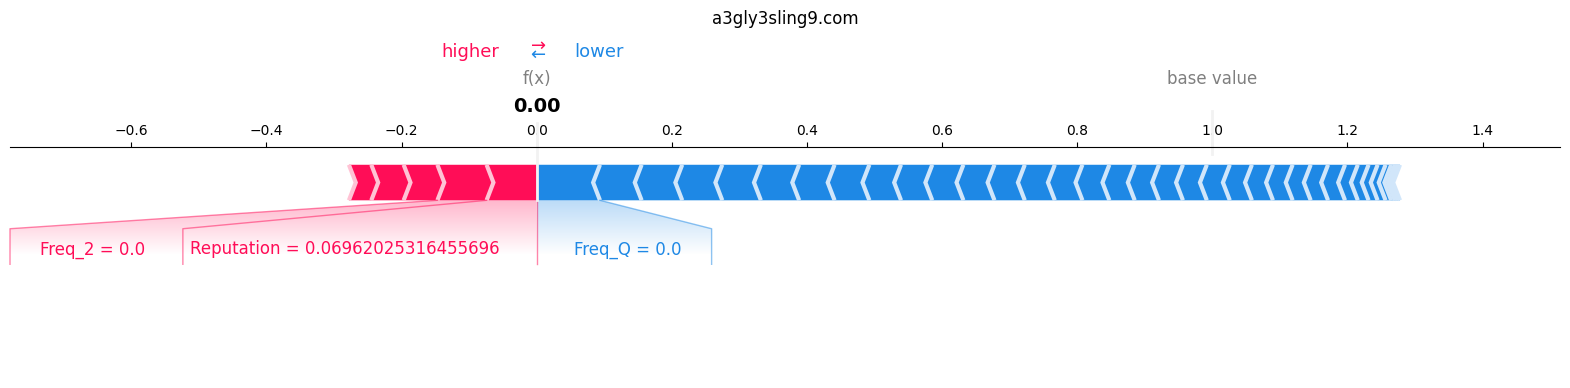 a3gly3sling9.com
higher → ← lower
f(x) base value
0.00
−0.6 −0.4 −0.2 0.0 0.2 0.4 0.6 0.8 1.0 1.2 1.4
Freq_2 = 0.0 Reputation = 0.06962025316455696 Freq_Q = 0.0